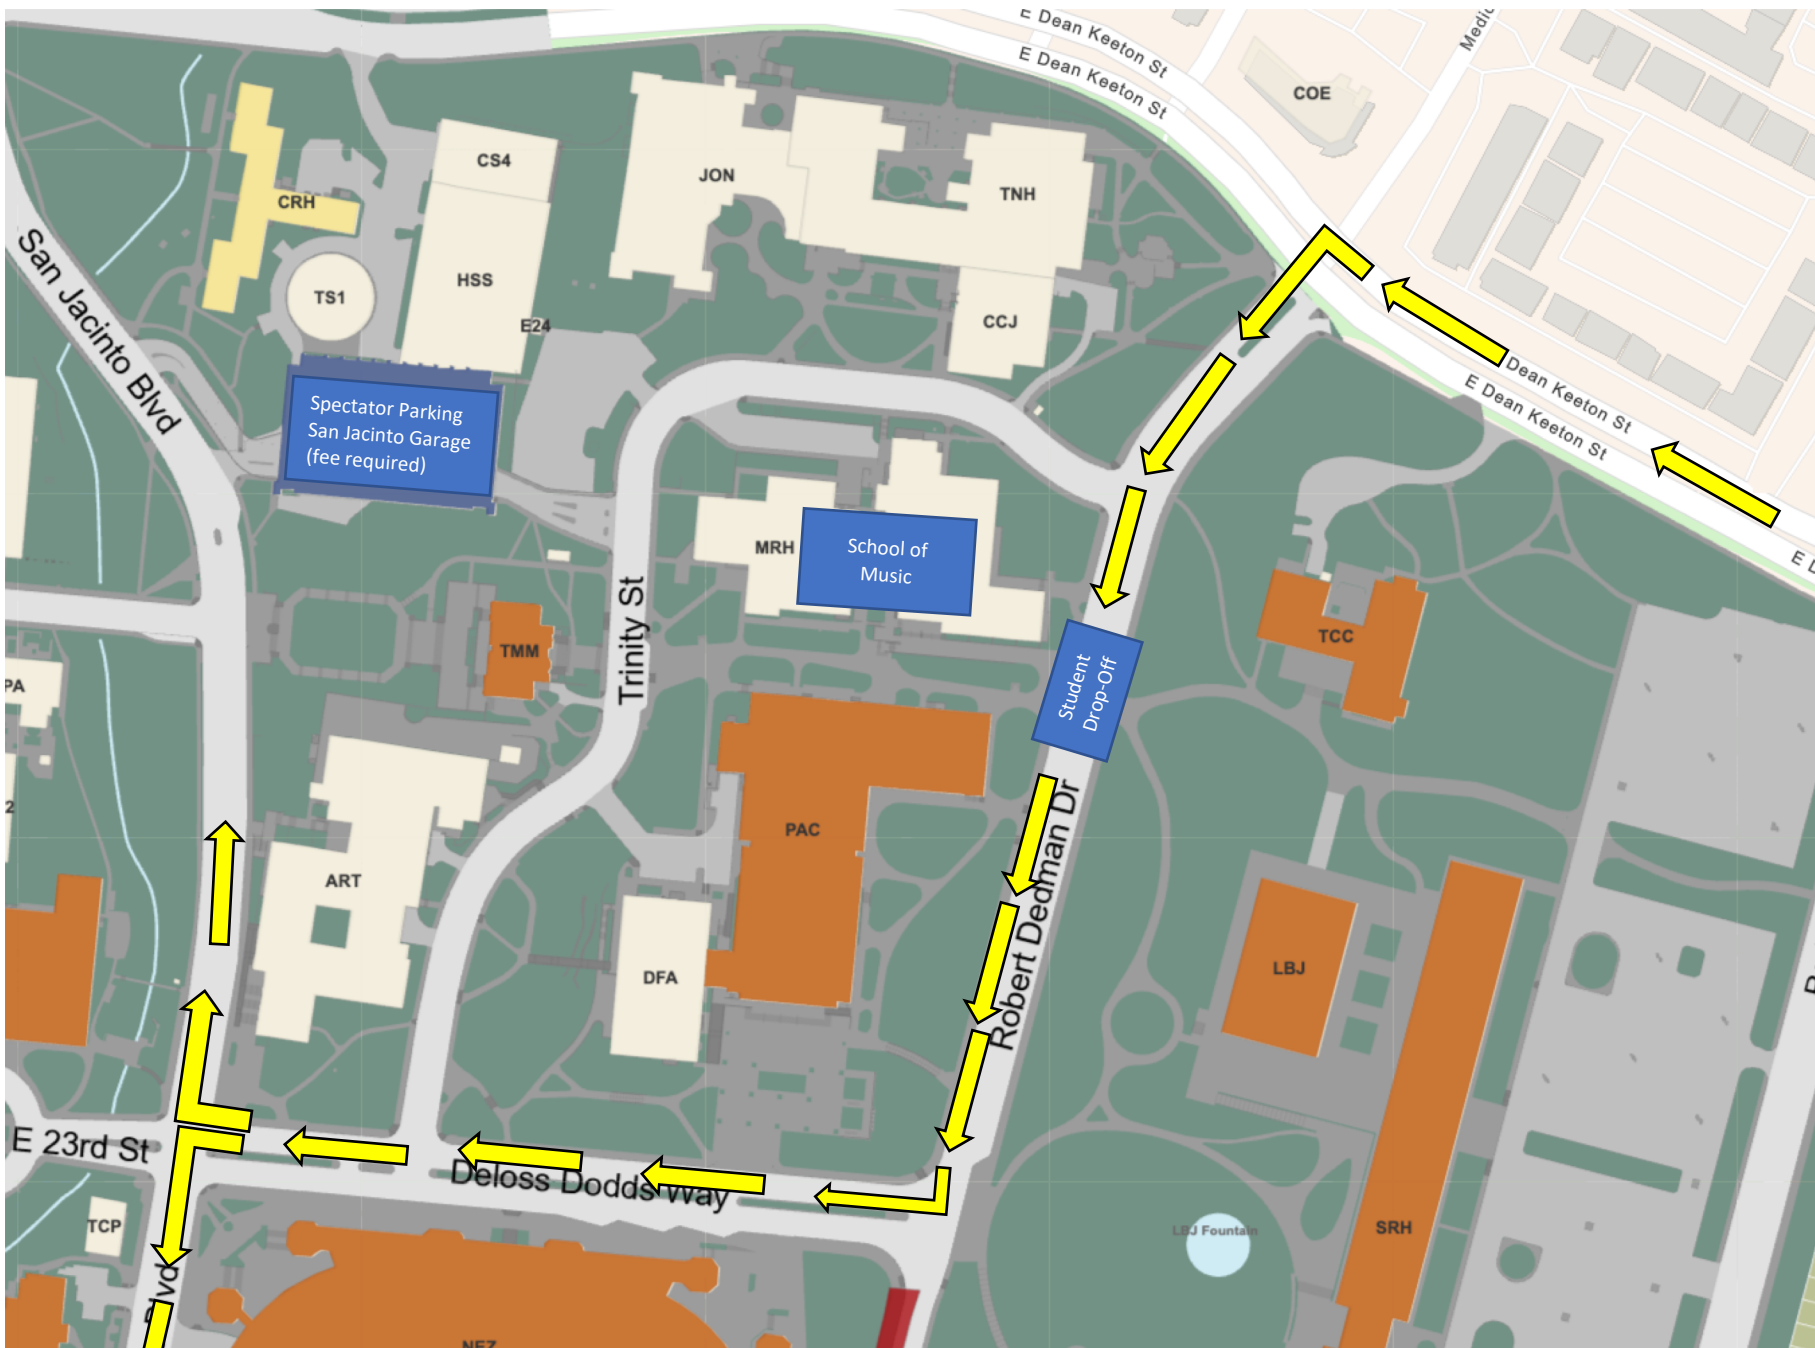 E Dean Keeton St
E Dean Keeton St
Medic
COE
CS4
JON
TNH
CRH
HSS
TS1
E24
CCJ
San Jacinto Blvd
Dean Keeton St
E Dean Keeton St
E D
Spectator Parking
San Jacinto Garage
(fee required)
MRH
School of
Music
Trinity St
TMM
TCC
Student
Drop-Off
PA
2
PAC
ART
Robert Dedman Dr
DFA
LBJ
E 23rd St
Deloss Dodds Way
TCP
LBJ Fountain
SRH
Blvd
NEZ